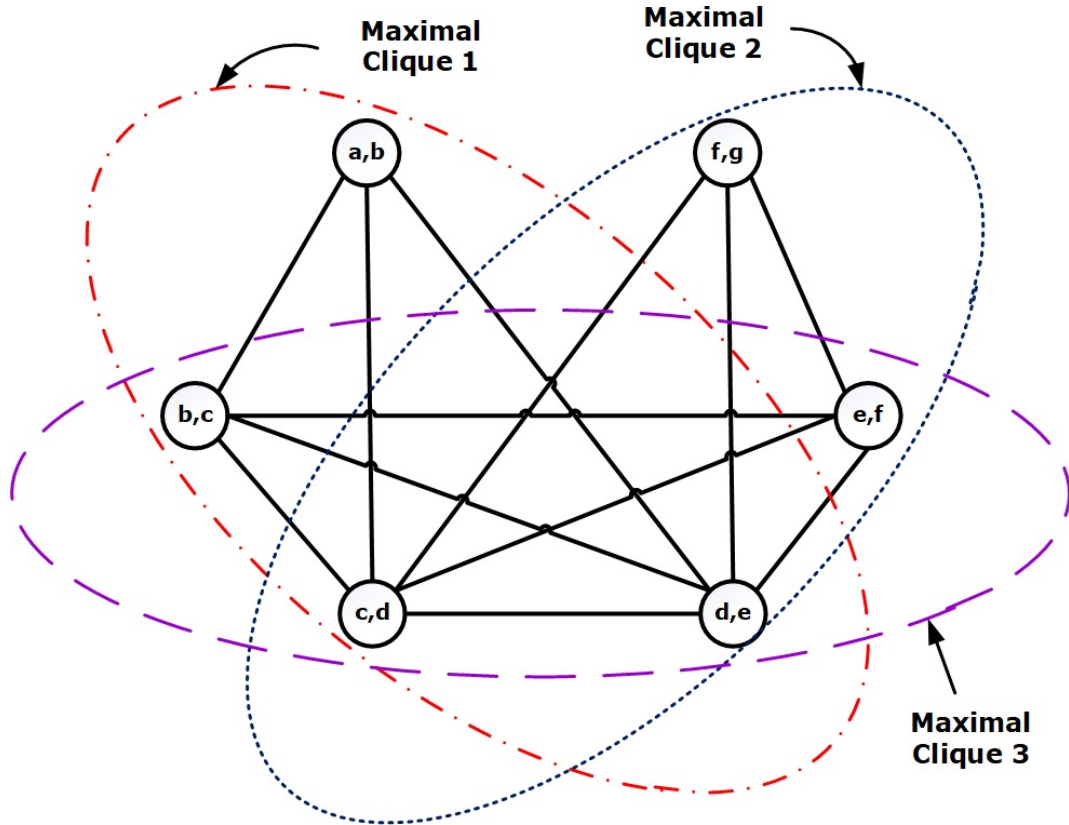 Maximal
Clique 1
Maximal
Clique 2
a,b
f,g
b,c
e,f
c,d
d,e
Maximal
Clique 3